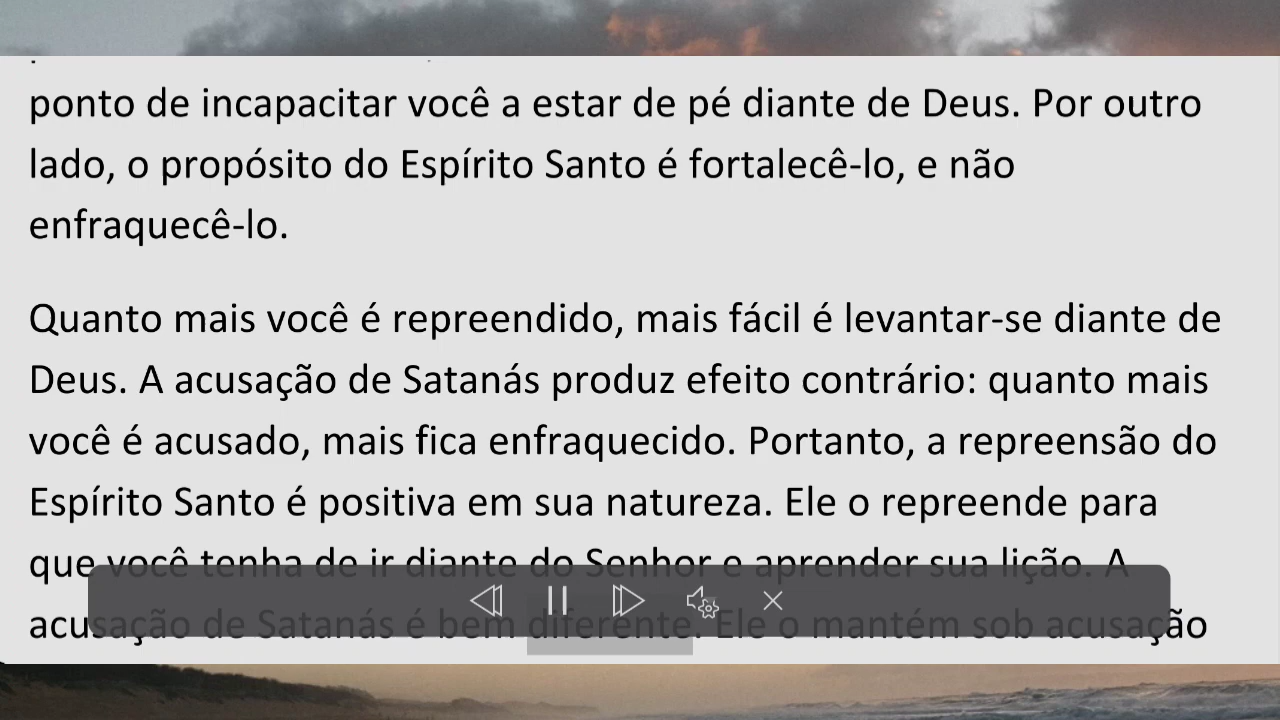 ponto de incapacitar você a estar de pé diante de Deus. Por outro
lado, o propósito do Espírito Santo é fortalecê-lo, e não
enfraquecê-lo.
Quanto mais você é repreendido, mais fácil é levantar-se diante de
Deus. A acusação de Satanás produz efeito contrário: quanto mais
você é acusado, mais fica enfraquecido. Portanto, a repreensão do
Espírito Santo é positiva em sua natureza. Ele o repreende para
que você tenha de ir diante do Senhor e aprender sua lição. A
acusação de Satanás é bem diferente. Ele o mantém sob acusação